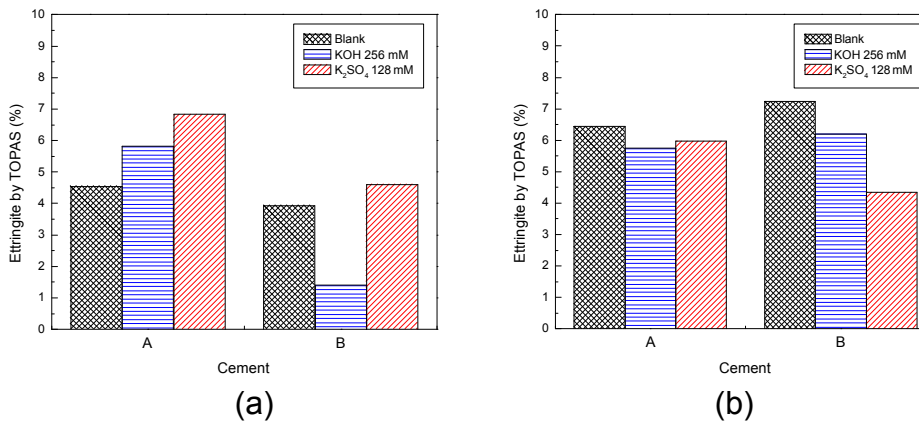 10
9
8
7
6
5
4
3
2
1
0
Ettringite by TOPAS (%)
Blank
KOH 256 mM
K₂SO₄ 128 mM
A
B
Cement
(a)
10
9
8
7
6
5
4
3
2
1
0
Ettringite by TOPAS (%)
Blank
KOH 256 mM
K₂SO₄ 128 mM
A
B
Cement
(b)